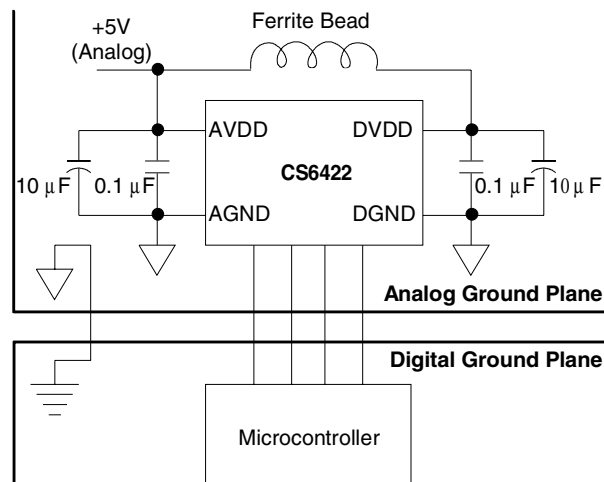 +5V
(Analog)
Ferrite Bead
AVDD
DVDD
CS6422
10 μF
0.1 μF
0.1 μF
10 μF
AGND
DGND
Analog Ground Plane
Digital Ground Plane
Microcontroller